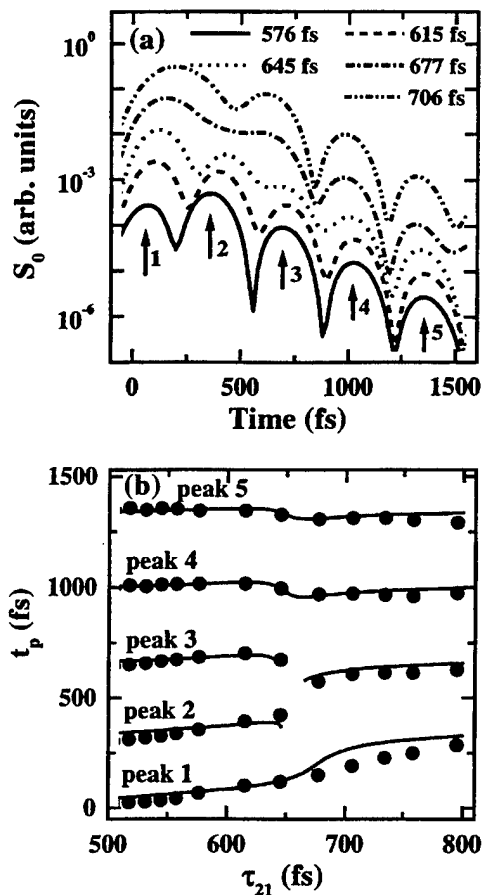 (a)
576 fs
615 fs
645 fs
677 fs
706 fs
10⁰
10⁻³
10⁻⁶
S₀ (arb. units)
1
2
3
4
5
0
500
1000
1500
Time (fs)
(b)
peak 5
peak 4
peak 3
peak 2
peak 1
1500
1000
500
0
tₚ (fs)
500
600
700
800
τ₂₁ (fs)